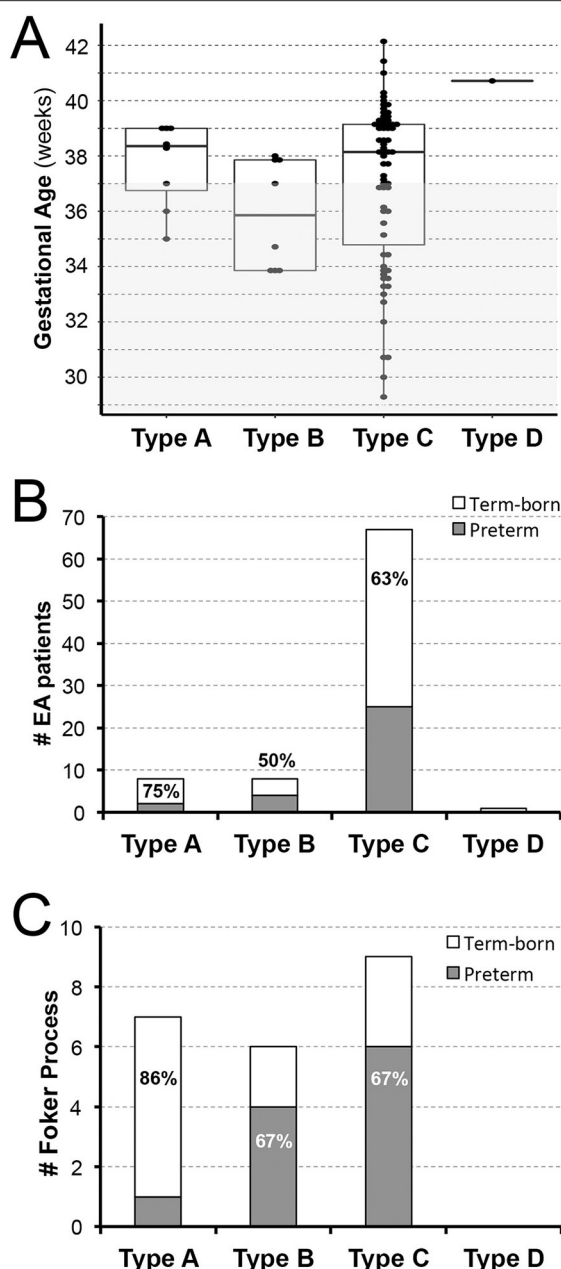 A
Gestational Age (weeks)
42
40
38
36
34
32
30
Type A Type B Type C Type D
B
Term-born
Preterm
# EA patients
70
60
50
40
30
20
10
0
63%
75%
50%
Type A Type B Type C Type D
C
Term-born
Preterm
# Foker Process
10
8
6
4
2
0
86%
67%
67%
Type A Type B Type C Type D